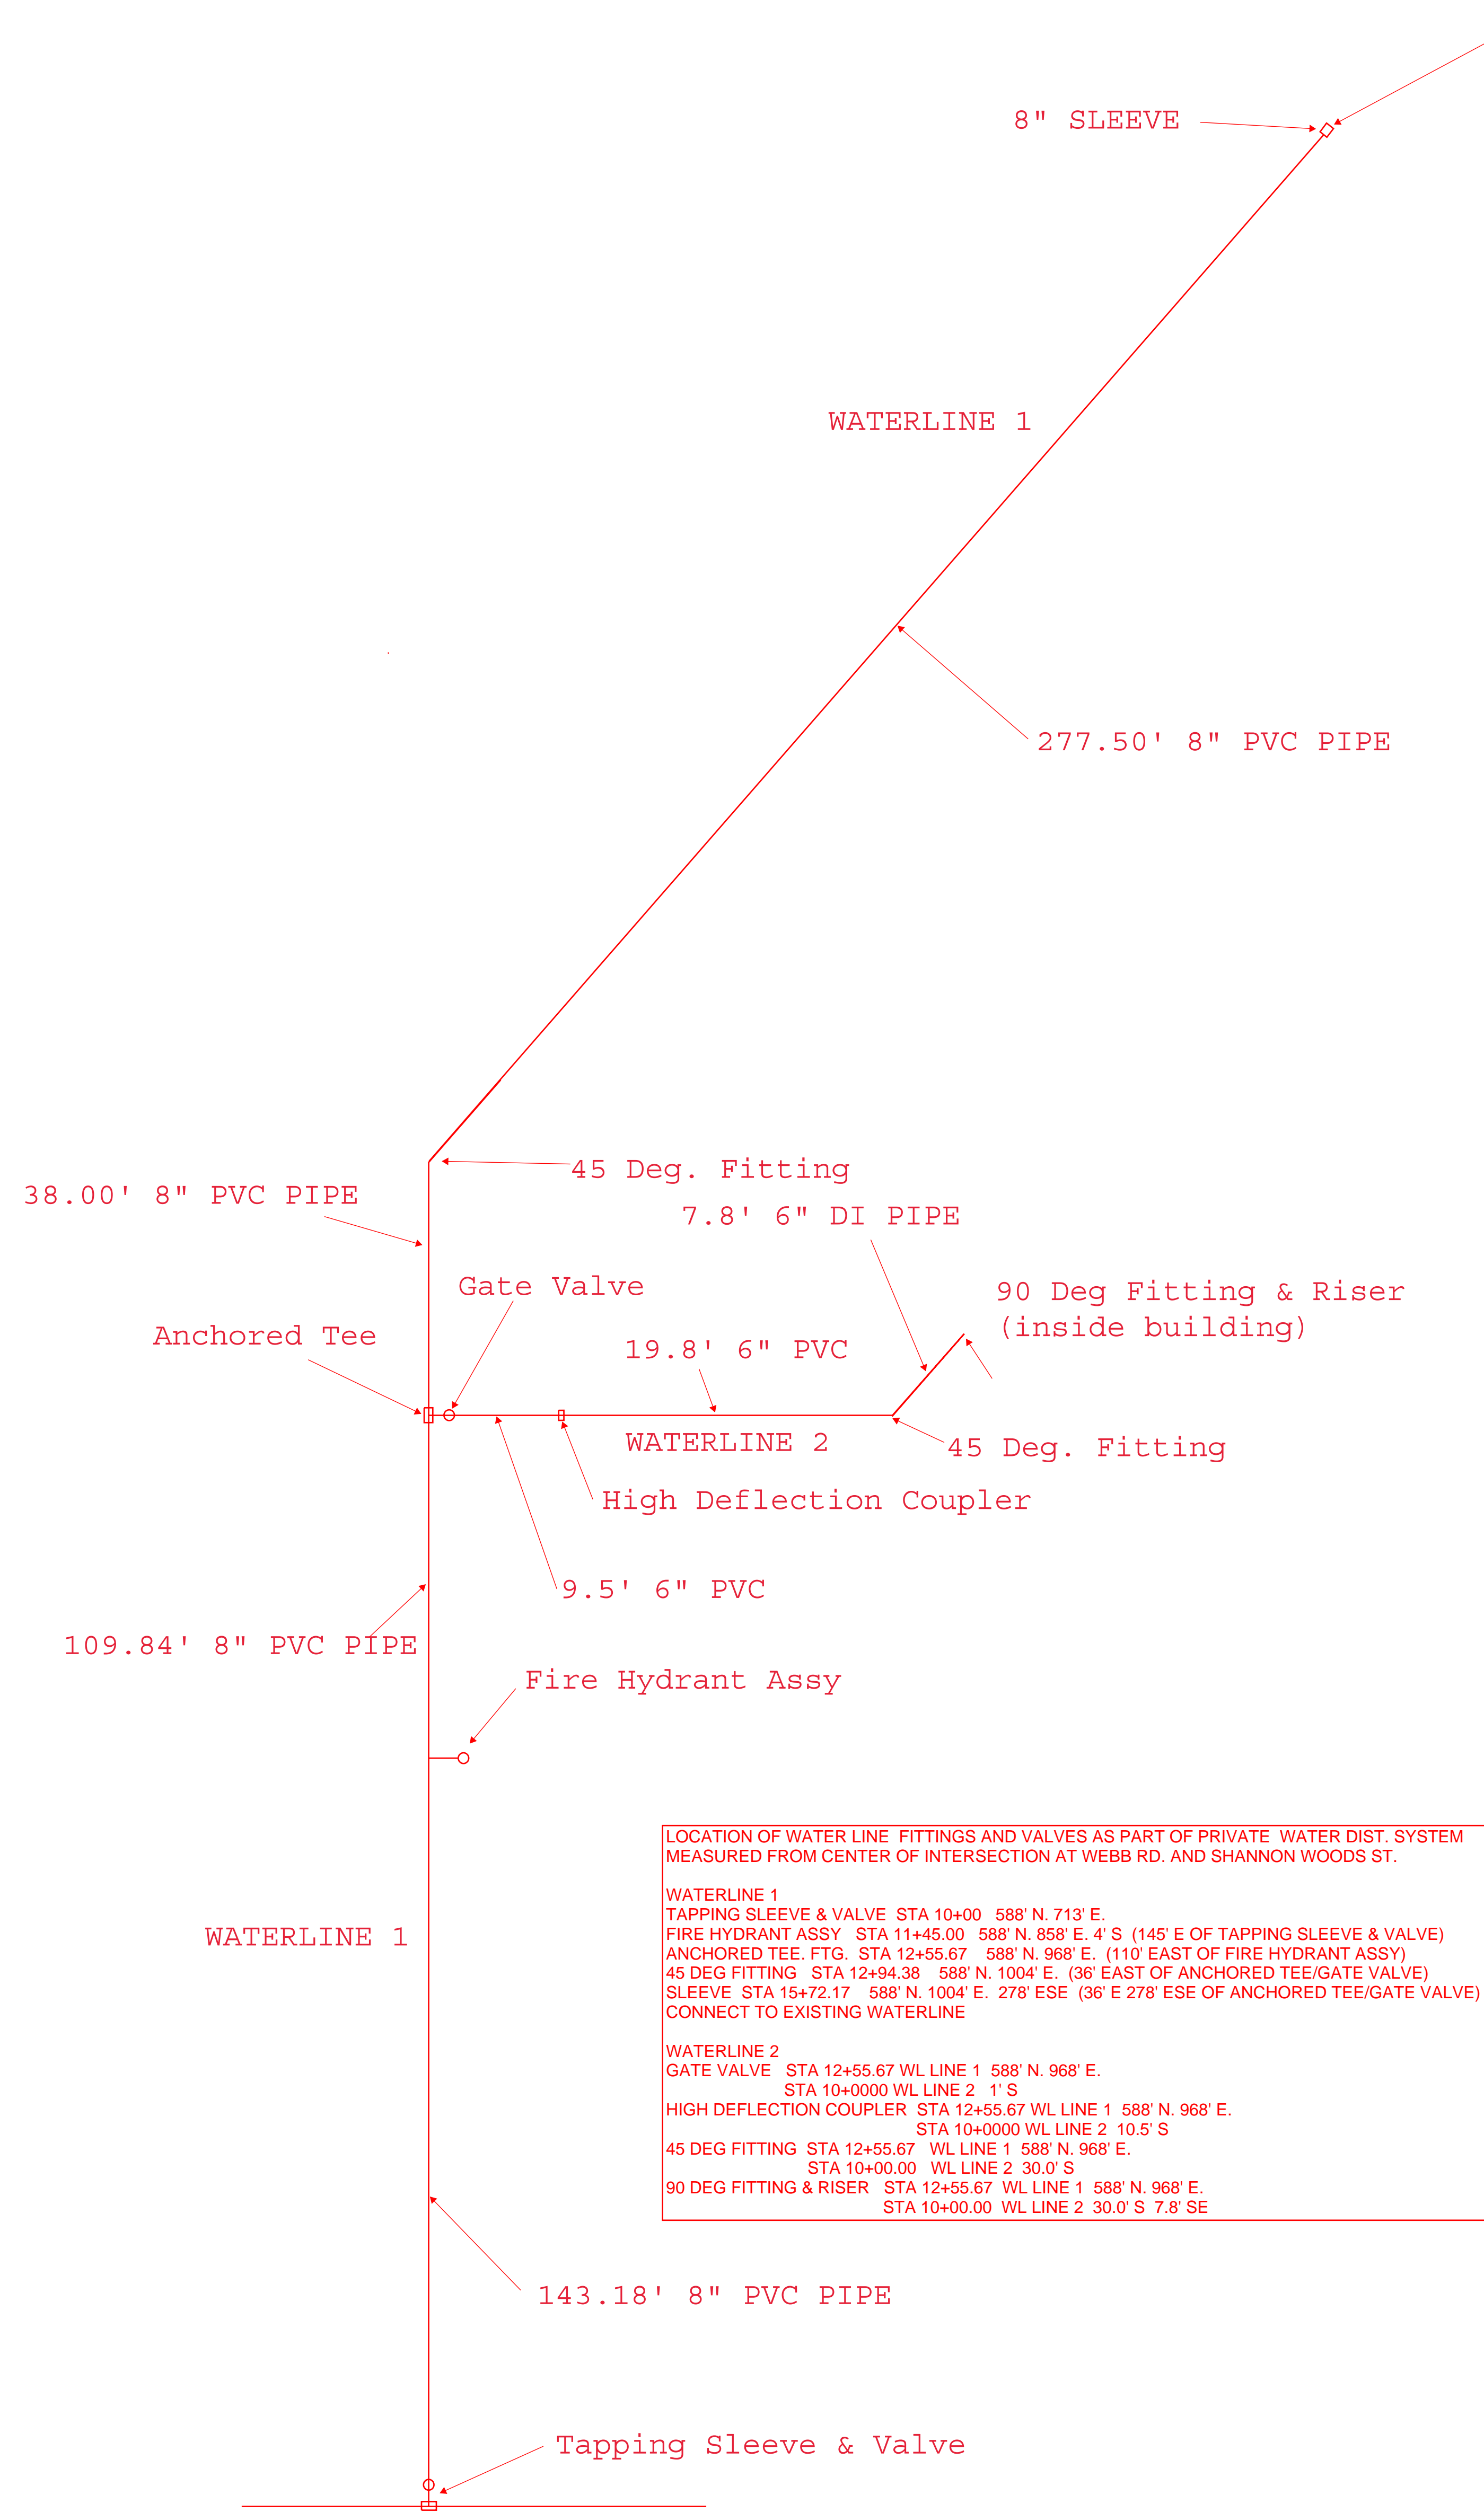 8" SLEEVE
WATERLINE 1
277.50' 8" PVC PIPE
45 Deg. Fitting
38.00' 8" PVC PIPE
7.8' 6" DI PIPE
Gate Valve
90 Deg Fitting & Riser
(inside building)
Anchored Tee
19.8' 6" PVC
WATERLINE 2
45 Deg. Fitting
High Deflection Coupler
9.5' 6" PVC
109.84' 8" PVC PIPE
Fire Hydrant Assy
LOCATION OF WATER LINE FITTINGS AND VALVES AS PART OF PRIVATE WATER DIST. SYSTEM
MEASURED FROM CENTER OF INTERSECTION AT WEBB RD. AND SHANNON WOODS ST.
WATERLINE 1
TAPPING SLEEVE & VALVE STA 10+00 588' N. 713' E.
FIRE HYDRANT ASSY STA 11+45.00 588' N. 858' E. 4' S (145' E OF TAPPING SLEEVE & VALVE)
ANCHORED TEE. FTG. STA 12+55.67 588' N. 968' E. (110' EAST OF FIRE HYDRANT ASSY)
45 DEG FITTING STA 12+94.38 588' N. 1004' E. (36' EAST OF ANCHORED TEE/GATE VALVE)
SLEEVE STA 15+72.17 588' N. 1004' E. 278' ESE (36' E 278' ESE OF ANCHORED TEE/GATE VALVE)
CONNECT TO EXISTING WATERLINE
WATERLINE 2
GATE VALVE STA 12+55.67 WL LINE 1 588' N. 968' E.
STA 10+0000 WL LINE 2 1' S
HIGH DEFLECTION COUPLER STA 12+55.67 WL LINE 1 588' N. 968' E.
STA 10+0000 WL LINE 2 10.5' S
45 DEG FITTING STA 12+55.67 WL LINE 1 588' N. 968' E.
STA 10+00.00 WL LINE 2 30.0' S
90 DEG FITTING & RISER STA 12+55.67 WL LINE 1 588' N. 968' E.
STA 10+00.00 WL LINE 2 30.0' S 7.8' SE
WATERLINE 1
143.18' 8" PVC PIPE
Tapping Sleeve & Valve